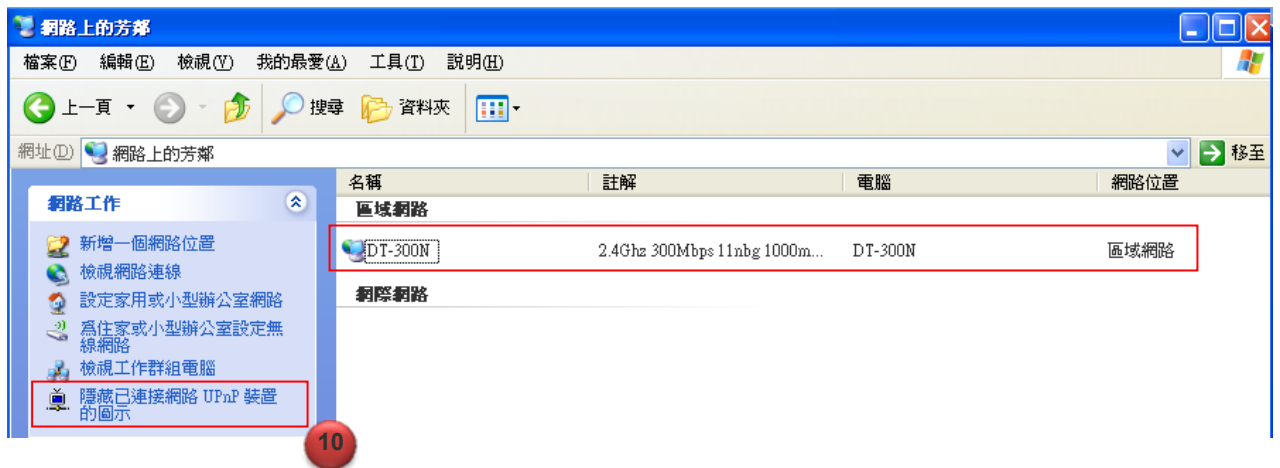 網路上的芳鄰
檔案(F) 編輯(E) 檢視(V) 我的最愛(A) 工具(T) 說明(H)
上一頁 搜尋 資料夾
網址(D) 網路上的芳鄰 移至
名稱 註解 電腦 網路位置
網路工作
新增一個網路位置
檢視網路連線
設定家用或小型辦公室網路
為住家或小型辦公室設定無
線網路
檢視工作群組電腦
隱藏已連接網路 UPnP 裝置
的圖示
區域網路
DT-300N 2.4Ghz 300Mbps 11nbg 1000m... DT-300N 區域網路
網際網路
10